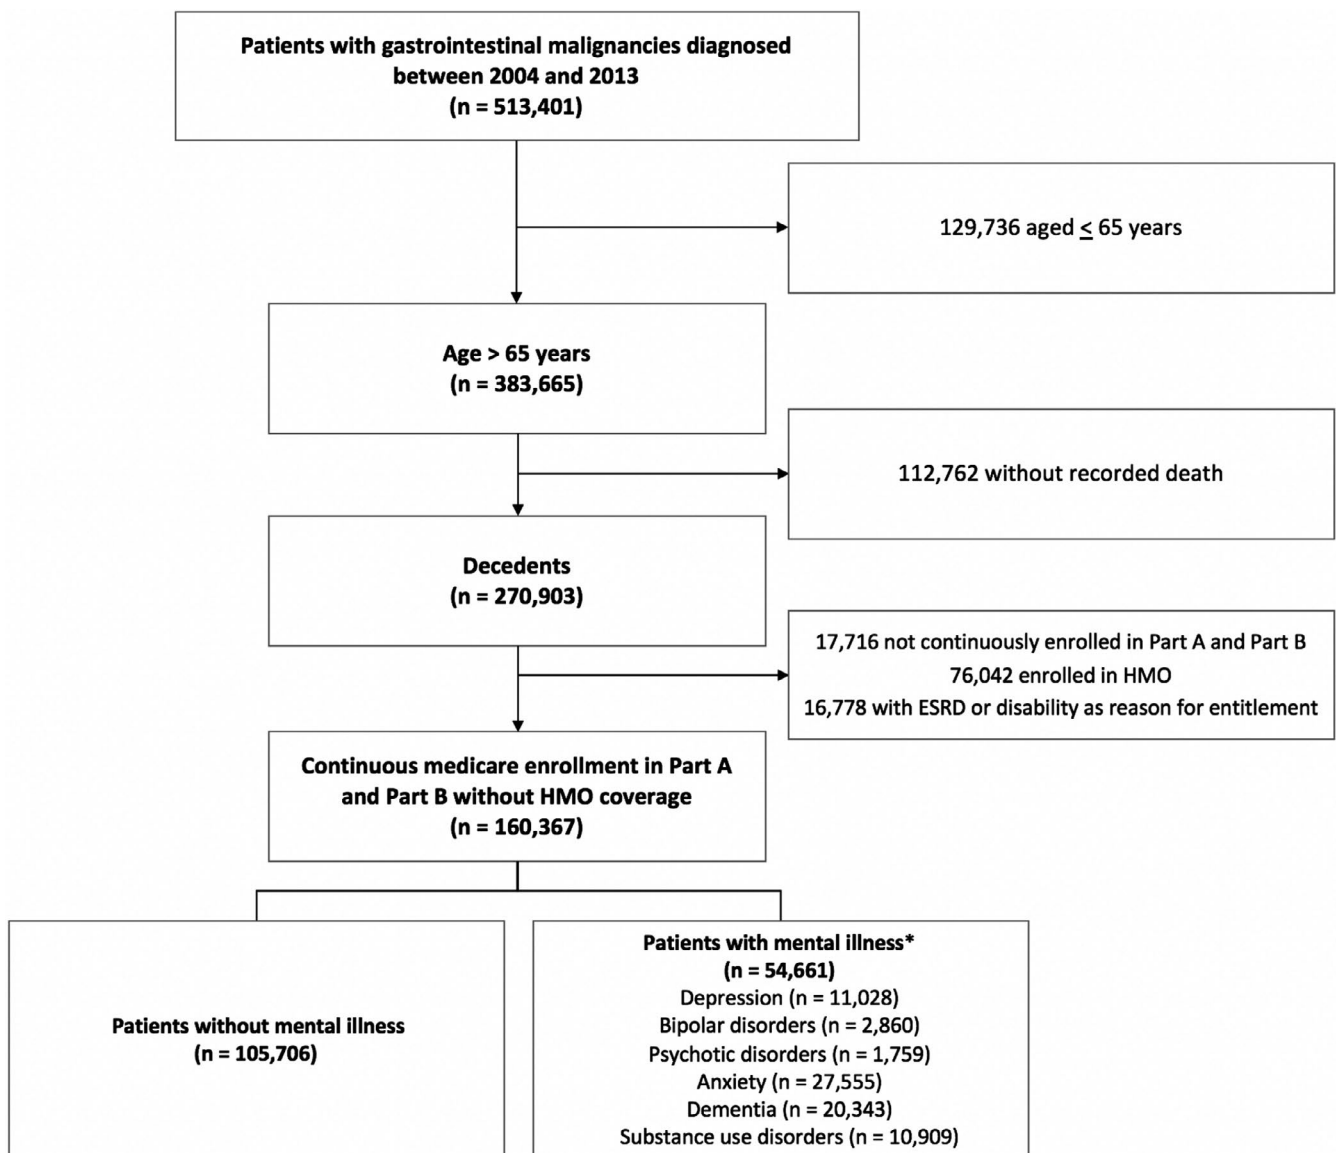 Patients with gastrointestinal malignancies diagnosed
between 2004 and 2013
(n = 513,401)
129,736 aged ≤ 65 years
Age > 65 years
(n = 383,665)
112,762 without recorded death
Decedents
(n = 270,903)
17,716 not continuously enrolled in Part A and Part B
76,042 enrolled in HMO
16,778 with ESRD or disability as reason for entitlement
Continuous medicare enrollment in Part A
and Part B without HMO coverage
(n = 160,367)
Patients without mental illness
(n = 105,706)
Patients with mental illness*
(n = 54,661)
Depression (n = 11,028)
Bipolar disorders (n = 2,860)
Psychotic disorders (n = 1,759)
Anxiety (n = 27,555)
Dementia (n = 20,343)
Substance use disorders (n = 10,909)